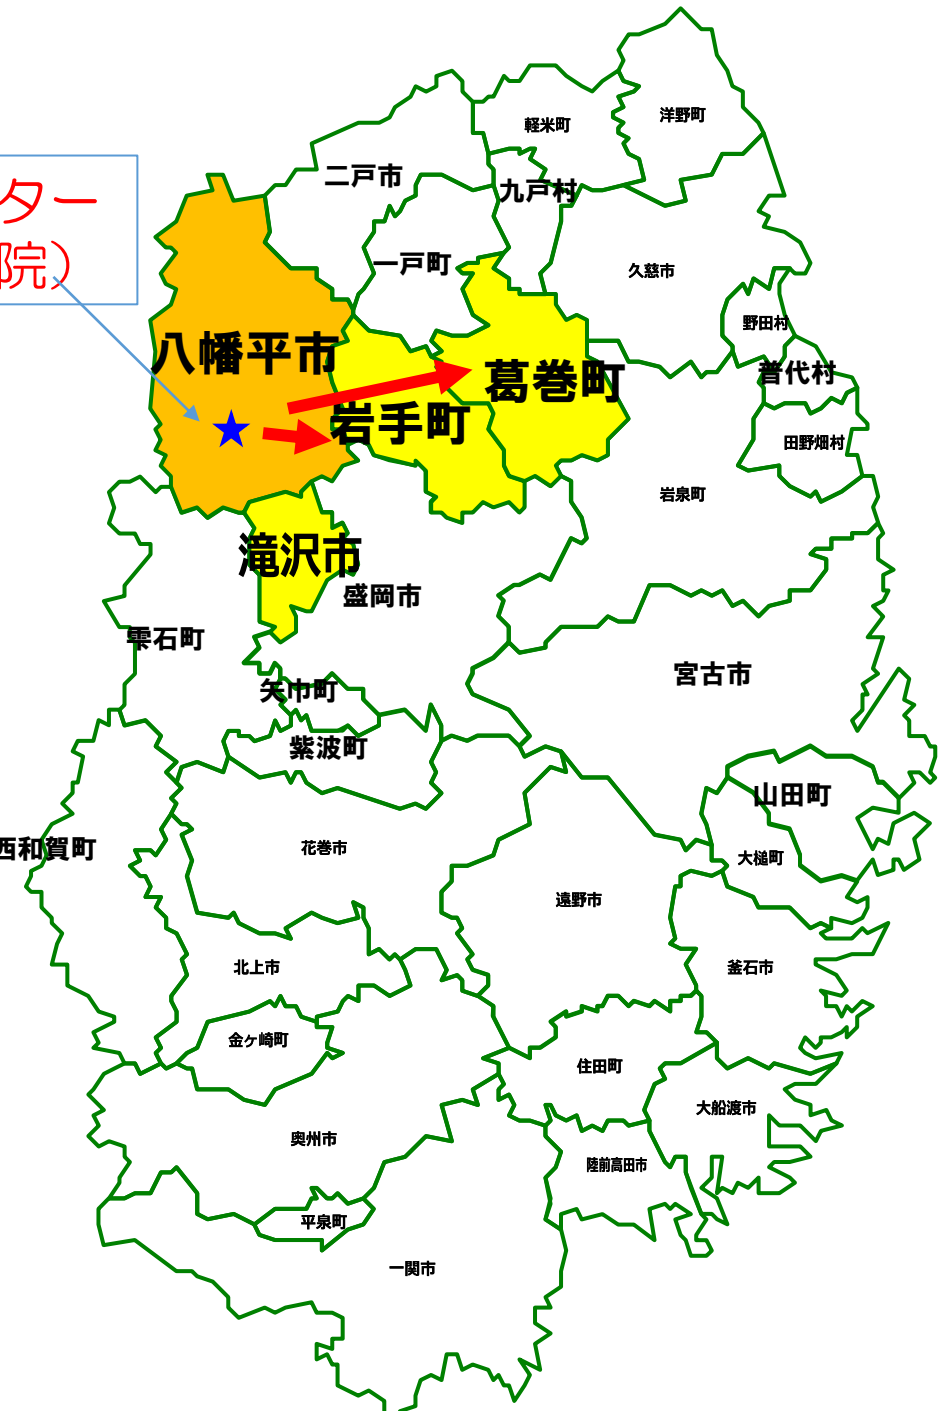 洋野町
軽米町
二戸市
九戸村
ター
院）
一戸町
久慈市
野田村
八幡平市
葛巻町
普代村
岩手町
田野畑村
岩泉町
滝沢市
盛岡市
雫石町
宮古市
矢巾町
紫波町
山田町
西和賀町
花巻市
大槌町
遠野市
北上市
釜石市
金ヶ崎町
住田町
大船渡市
奥州市
陸前高田市
平泉町
一関市